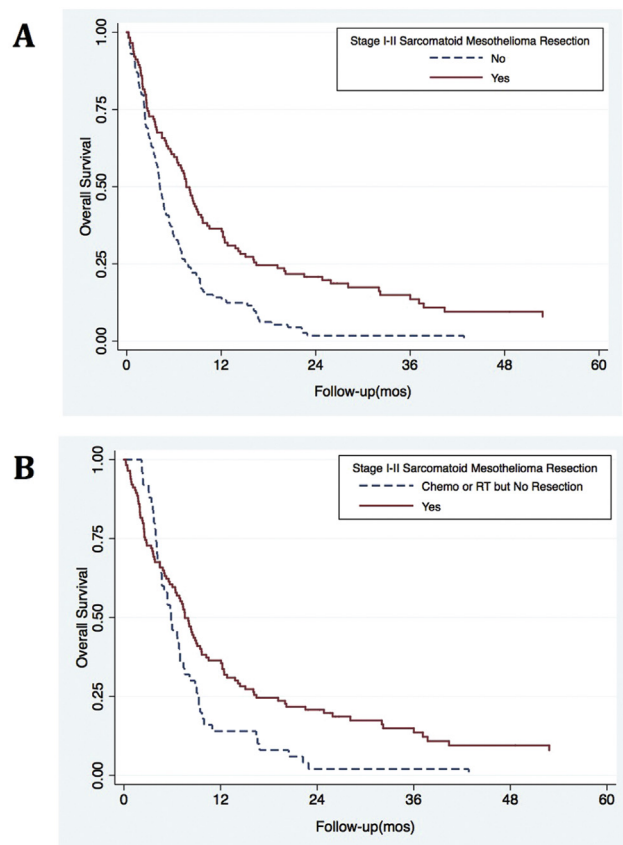 A
Stage I-II Sarcomatoid Mesothelioma Resection
No
Yes
Overall Survival
1.00
0.75
0.50
0.25
0.00
0 12 24 36 48 60
Follow-up(mos)
B
Stage I-II Sarcomatoid Mesothelioma Resection
Chemo or RT but No Resection
Yes
Overall Survival
1.00
0.75
0.50
0.25
0.00
0 12 24 36 48 60
Follow-up(mos)